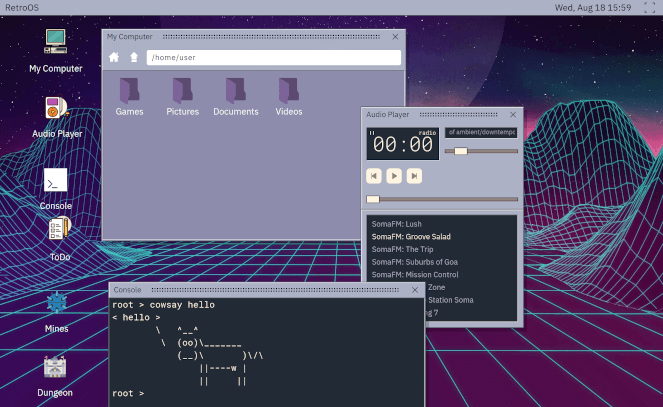 RetroOS
Wed, Aug 18 15:59
My Computer
Audio Player
Console
ToDo
Mines
Dungeon
My Computer
/home/user
Games
Pictures
Documents
Videos
Audio Player
radio
00:00
of ambient/downtempo
SomaFM: Lush
SomaFM: Groove Salad
SomaFM: The Trip
SomaFM: Suburbs of Goa
SomaFM: Mission Control
Zone
Station Soma
7
Console
root > cowsay hello
< hello >
        \   ^__^
         \  (oo)\_______
            (__)\       )\/\
                ||----w |
                ||     ||
root >